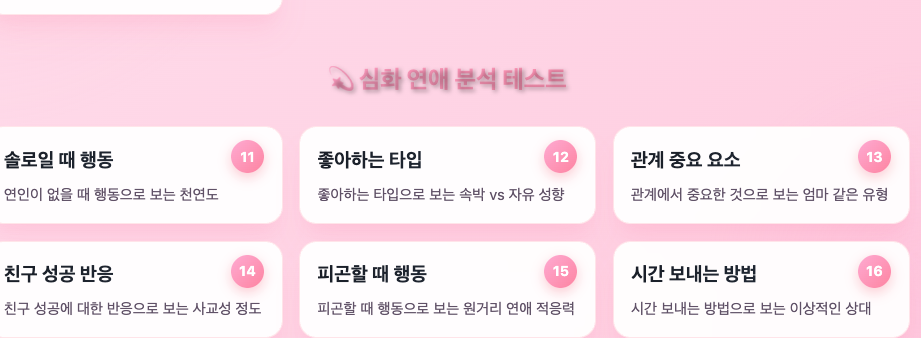 심화 연애 분석 테스트
솔로일 때 행동
11
연인이 없을 때 행동으로 보는 천연도
좋아하는 타입
12
좋아하는 타입으로 보는 속박 vs 자유 성향
관계 중요 요소
13
관계에서 중요한 것으로 보는 엄마 같은 유형
친구 성공 반응
14
친구 성공에 대한 반응으로 보는 사교성 정도
피곤할 때 행동
15
피곤할 때 행동으로 보는 원거리 연애 적응력
시간 보내는 방법
16
시간 보내는 방법으로 보는 이상적인 상대